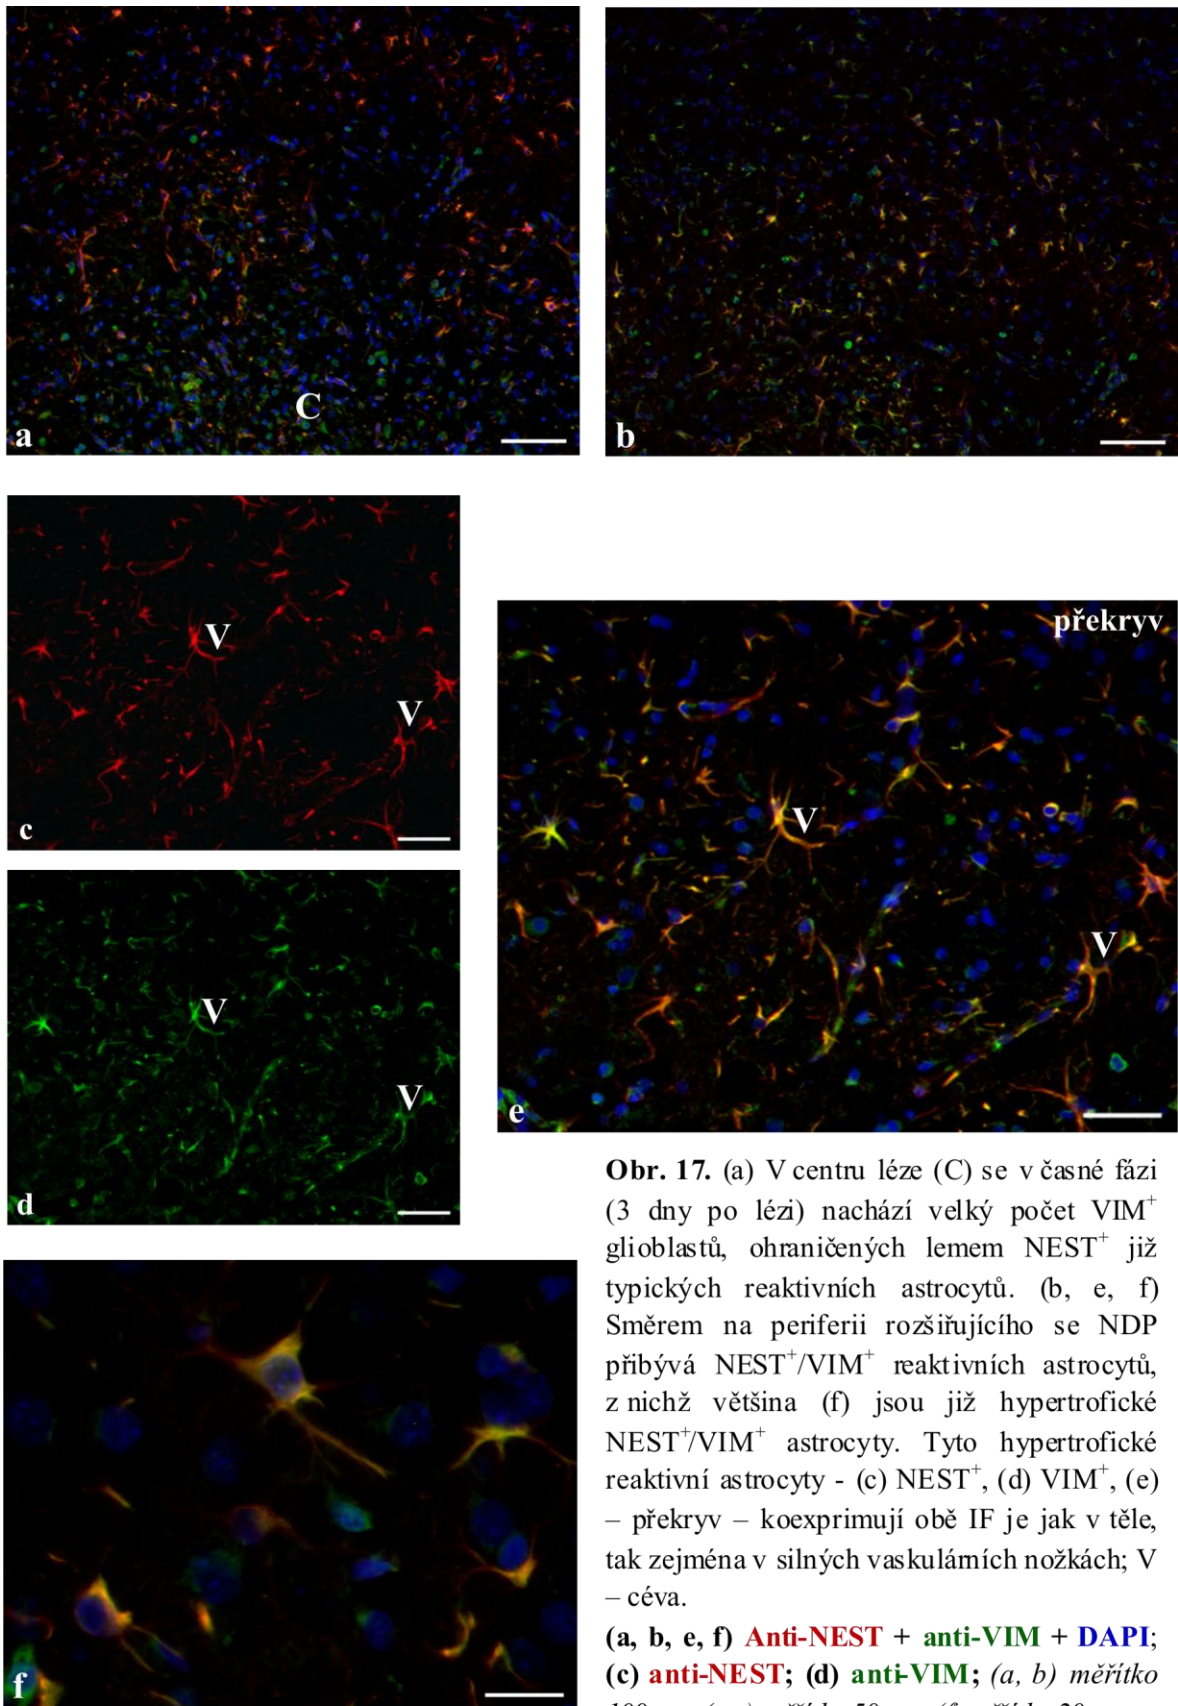 C
a
b
V
V
c
překryv
V
V
e
V
V
d
f
Obr. 17. (a) V centru léze (C) se v časné fázi
(3 dny po lézi) nachází velký počet VIM⁺
glioblastů, ohraničených lemem NEST⁺ již
typických reaktivních astrocytů. (b, e, f)
Směrem na periferii rozšiřujícího se NDP
přibývá NEST⁺/VIM⁺ reaktivních astrocytů,
z nichž většina (f) jsou již hypertrofické
NEST⁺/VIM⁺ astrocyty. Tyto hypertrofické
reaktivní astrocyty - (c) NEST⁺, (d) VIM⁺, (e)
– překryv – koexprimují obě IF je jak v těle,
tak zejména v silných vaskulárních nožkách; V
– céva.
(a, b, e, f) Anti-NEST + anti-VIM + DAPI;
(c) anti-NEST; (d) anti-VIM; (a, b) měřítko